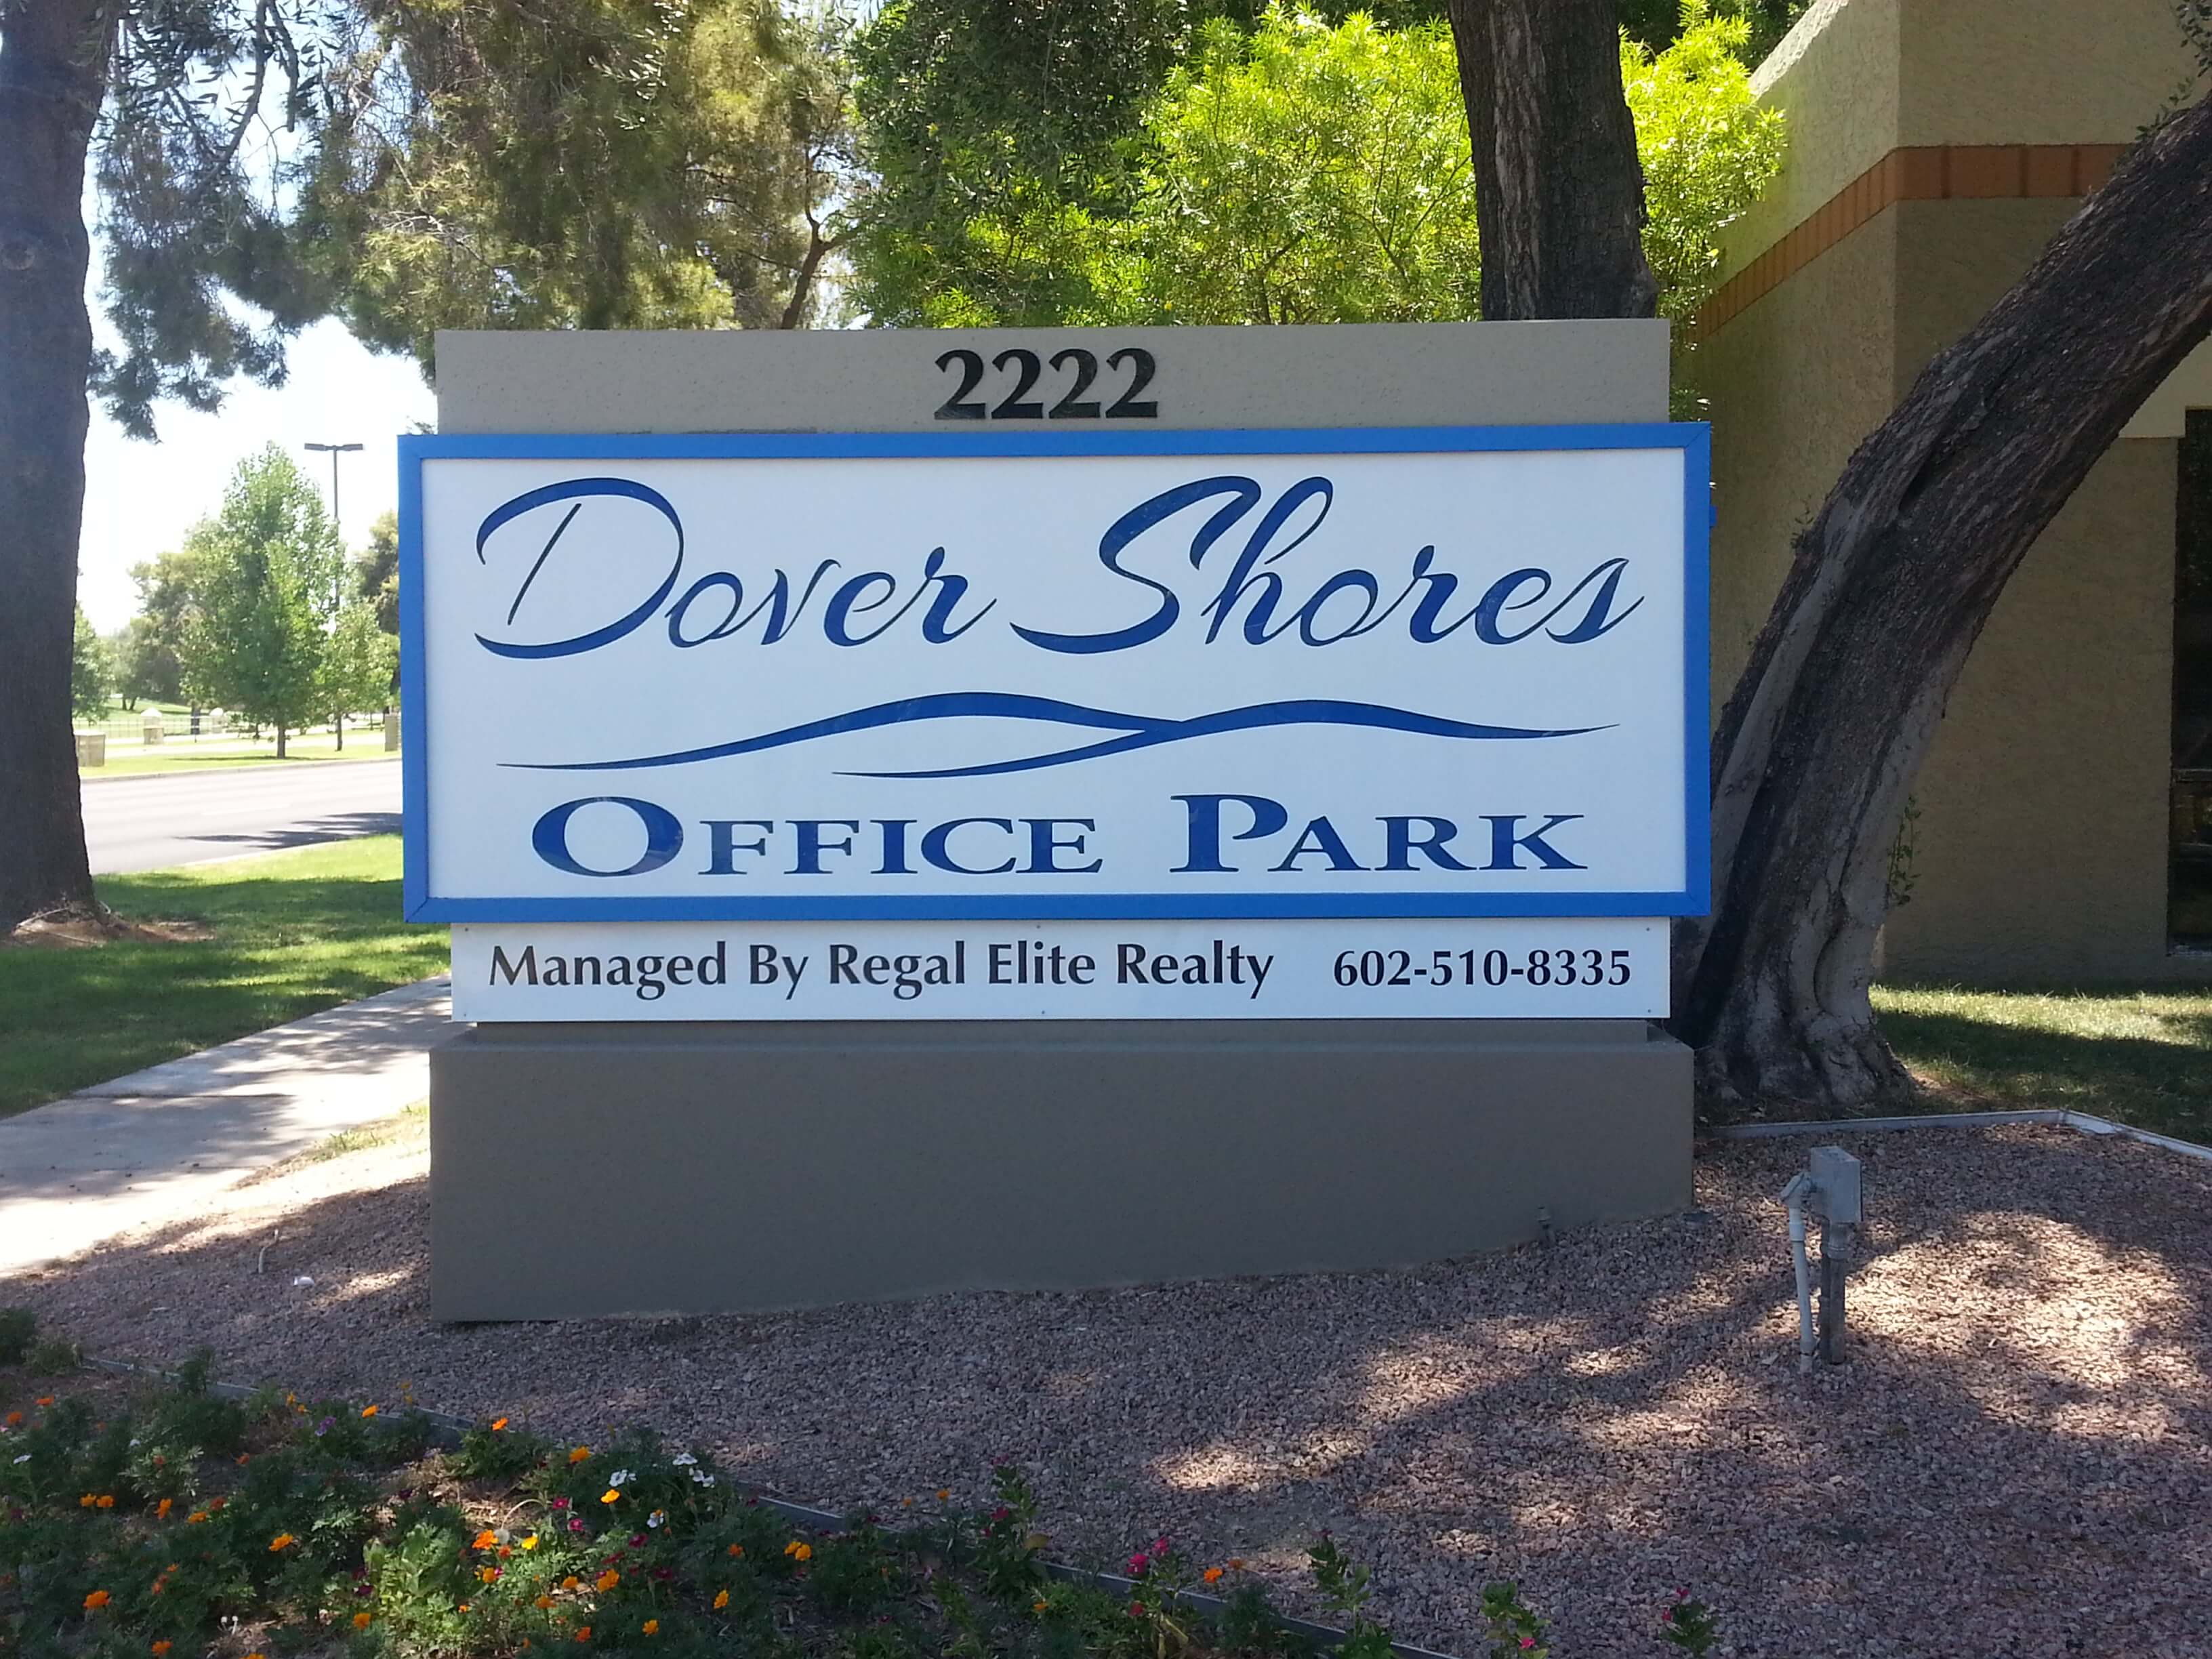 2222
Dover Shores
OFFICE PARK
Managed By Regal Elite Realty 602-510-8335